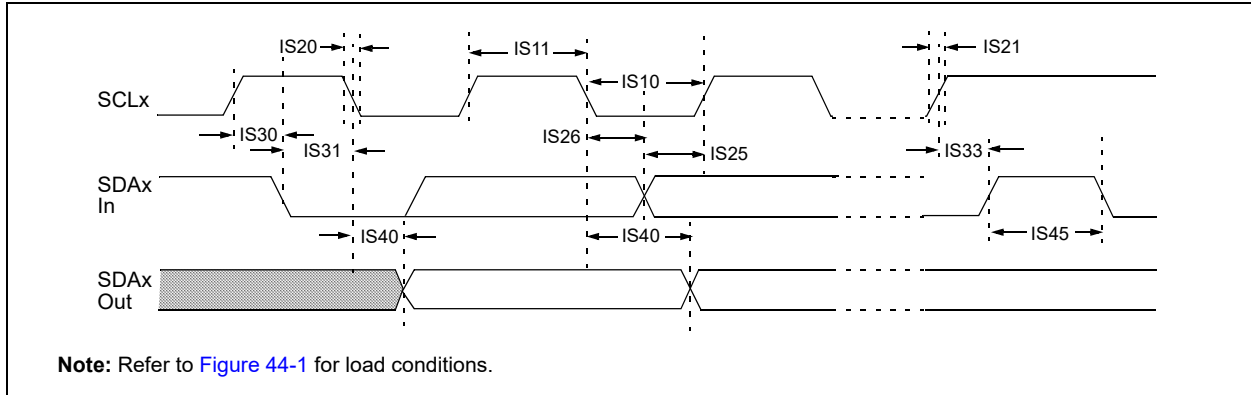 IS20
IS11
IS21
IS10
SCLx
IS30
IS26
IS31
IS25
IS33
SDAx
In
IS40
IS40
IS45
SDAx
Out
Note: Refer to Figure 44-1 for load conditions.